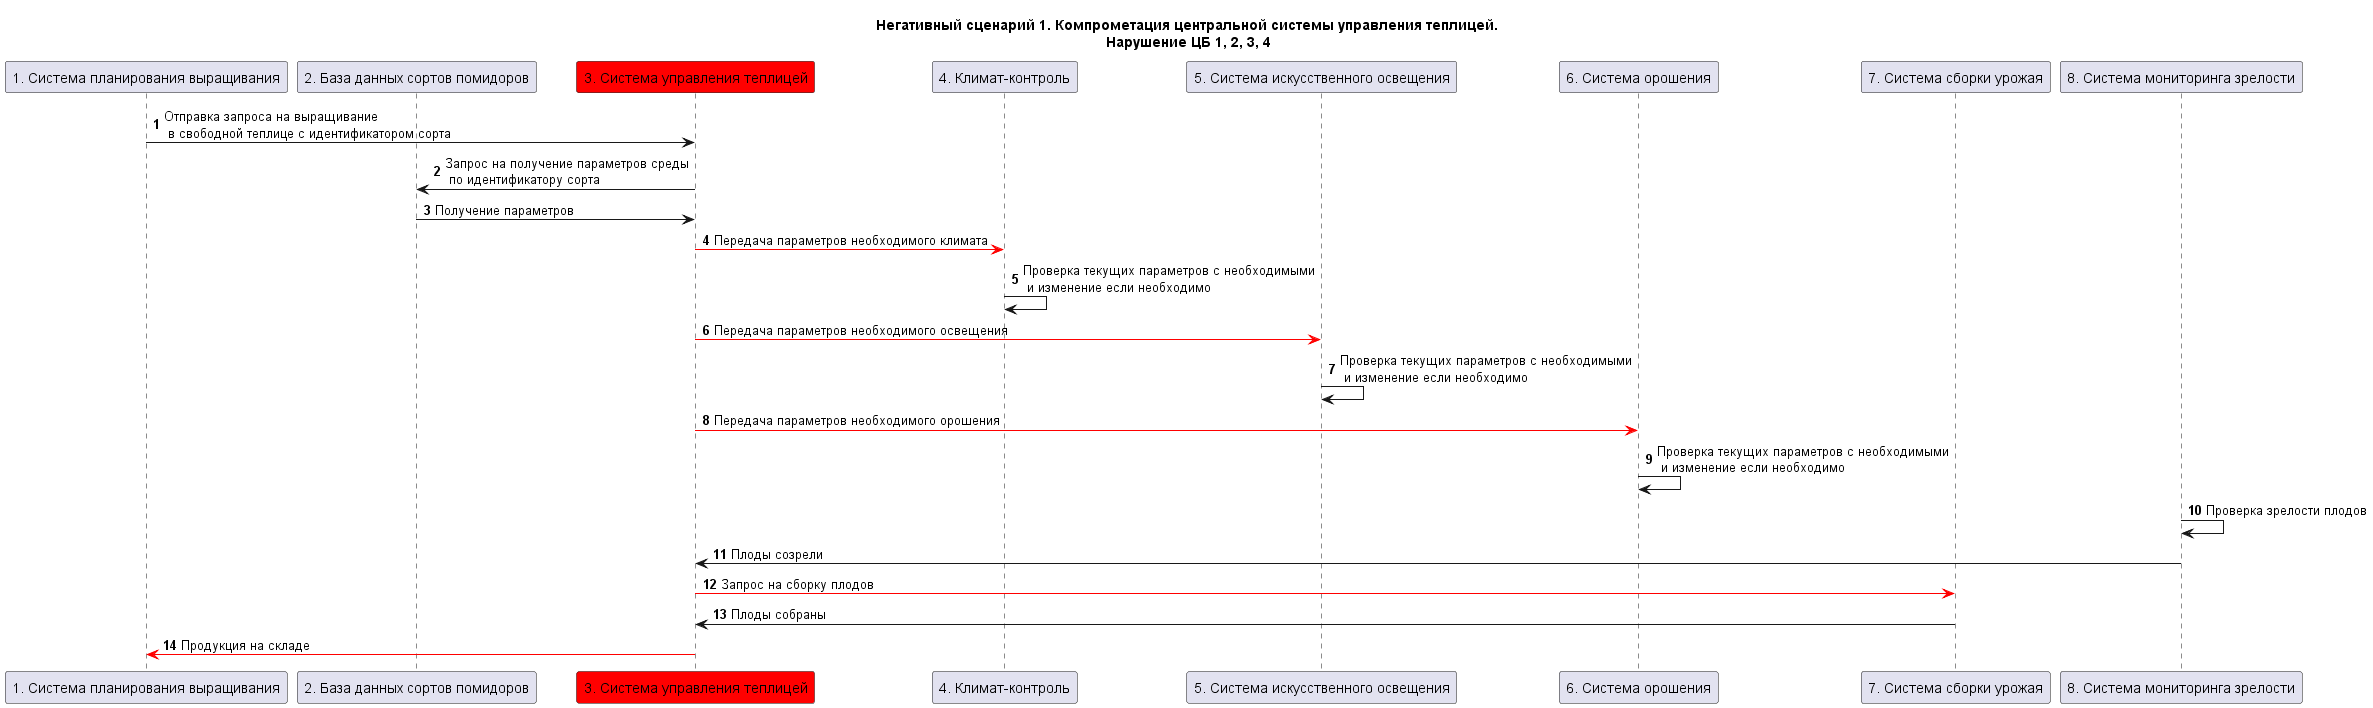 Негативный сценарий 1. Компрометация центральной системы управления теплицей.
Нарушение ЦБ 1, 2, 3, 4
1. Система планирования выращивания
2. База данных сортов помидоров
3. Система управления теплицей
4. Климат-контроль
5. Система искусственного освещения
6. Система орошения
7. Система сборки урожая
8. Система мониторинга зрелости
1 Отправка запроса на выращивание
в свободной теплице с идентификатором сорта
2 Запрос на получение параметров среды
по идентификатору сорта
3 Получение параметров
4 Передача параметров необходимого климата
5 Проверка текущих параметров с необходимыми
и изменение если необходимо
6 Передача параметров необходимого освещения
7 Проверка текущих параметров с необходимыми
и изменение если необходимо
8 Передача параметров необходимого орошения
9 Проверка текущих параметров с необходимыми
и изменение если необходимо
10 Проверка зрелости плодов
11 Плоды созрели
12 Запрос на сборку плодов
13 Плоды собраны
14 Продукция на складе
1. Система планирования выращивания
2. База данных сортов помидоров
3. Система управления теплицей
4. Климат-контроль
5. Система искусственного освещения
6. Система орошения
7. Система сборки урожая
8. Система мониторинга зрелости